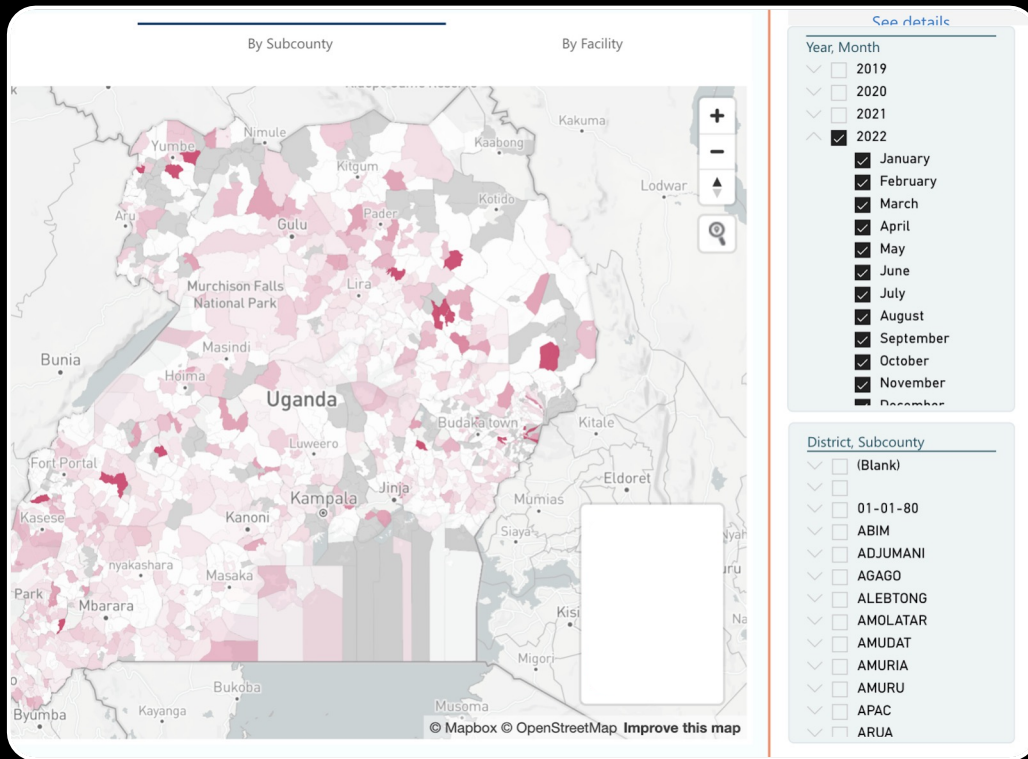 See details
By Subcounty
By Facility
Year, Month
2019
2020
2021
2022
January
February
March
April
May
June
July
August
September
October
November
December
District, Subcounty
(Blank)
01-01-80
ABIM
ADJUMANI
AGAGO
ALEBTONG
AMOLATAR
AMUDAT
AMURIA
AMURU
APAC
ARUA
Kakuma
Nimule
Yumbe
Kaabong
Kitgum
Lodwar
Kotido
Aru
Pader
Gulu
Murchison Falls
National Park
Lira
Masindi
Bunia
Hoima
Uganda
Budaka town
Kitale
Luweero
Fort Portal
Eldoret
Jinja
Kampala
Mumias
Kasese
Kanoni
Siaya
nyakashara
Masaka
Park
Mbarara
Kisi
Migori
Bukoba
Musoma
Byumba
Kayanga
© Mapbox © OpenStreetMap Improve this map